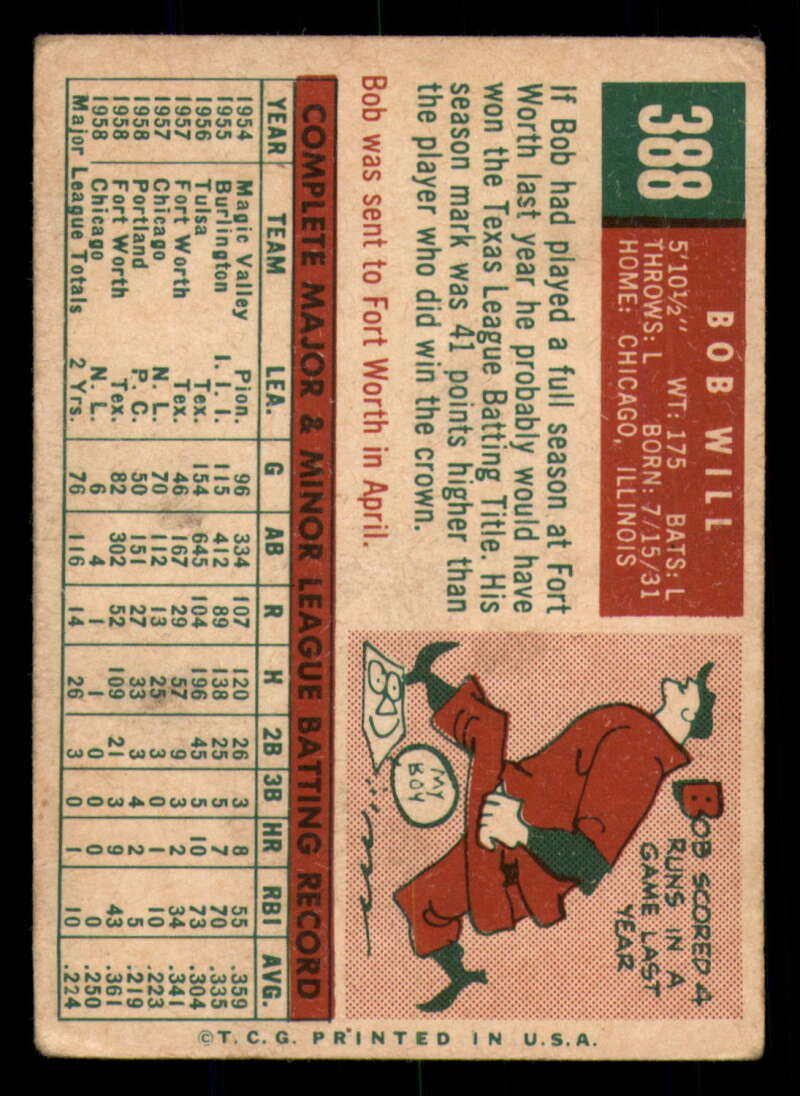 388
BOB WILL
5'10½" WT: 175 BATS: L
THROWS: L BORN: 7/15/31
HOME: CHICAGO, ILLINOIS
If Bob had played a full season at Fort
Worth last year he probably would have
won the Texas League Batting Title. His
season mark was 41 points higher than
the player who did win the crown.
Bob was sent to Fort Worth in April.
BOB SCORED 4
RUNS IN A
GAME LAST
YEAR
MY
BOY
COMPLETE MAJOR & MINOR LEAGUE BATTING RECORD
YEAR TEAM LEA. G AB R H 2B 3B HR RBI AVG.
1954 Magic Valley Pion. 96 334 107 120 26 3 8 55 .359
1955 Burlington I. I. I. 115 412 89 138 25 5 7 70 .335
1956 Tulsa Tex. 154 645 104 196 45 5 10 73 .304
1957 Fort Worth Tex. 46 167 29 57 9 3 2 34 .341
1957 Chicago N. L. 70 112 13 25 3 0 1 10 .223
1958 Portland P. C. 50 151 27 33 3 4 2 5 .219
1958 Fort Worth Tex. 82 302 52 109 21 3 9 43 .361
1958 Chicago N. L. 6 4 1 1 0 0 0 0 .250
Major League Totals 2 Yrs. 76 116 14 26 3 0 1 10 .224
©T.C.G. PRINTED IN U.S.A.